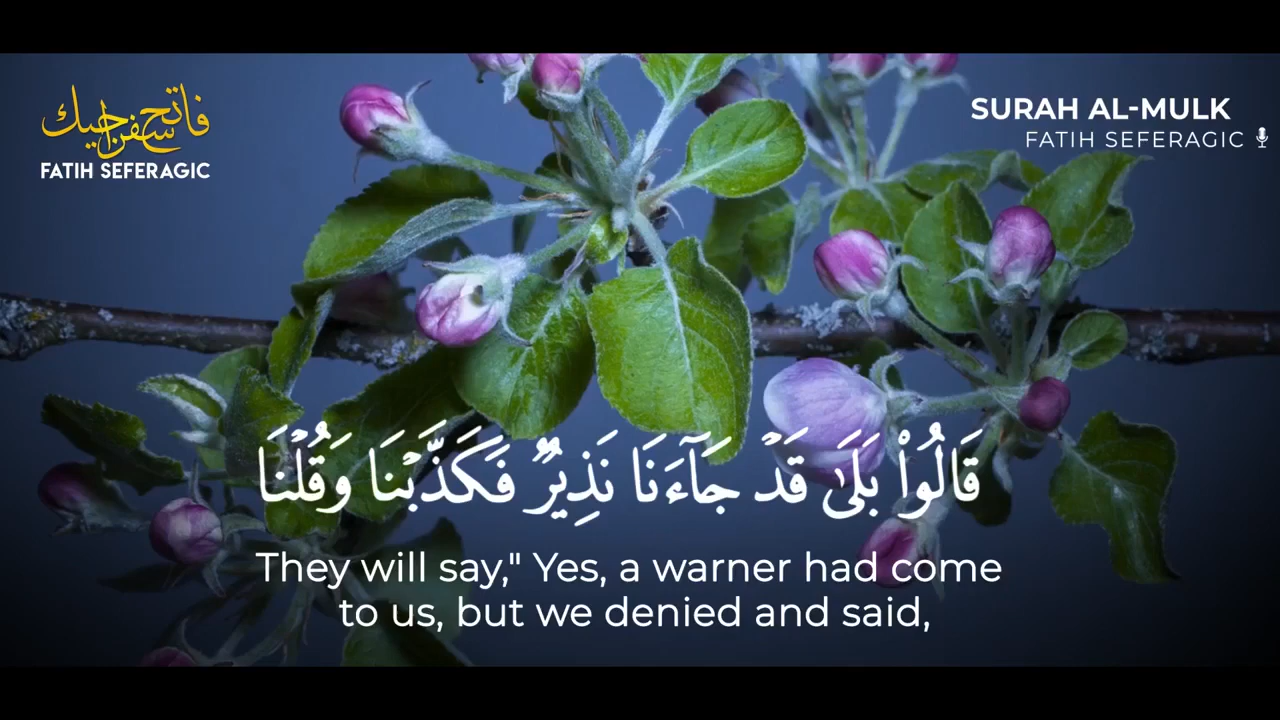 فاتح سفراجيك
FATIH SEFERAGIC
SURAH AL-MULK
FATIH SEFERAGIC
قَالُوا۟ بَلَىٰ قَدْ جَآءَنَا نَذِيرٌ فَكَذَّبْنَا وَقُلْنَا
They will say," Yes, a warner had come
to us, but we denied and said,